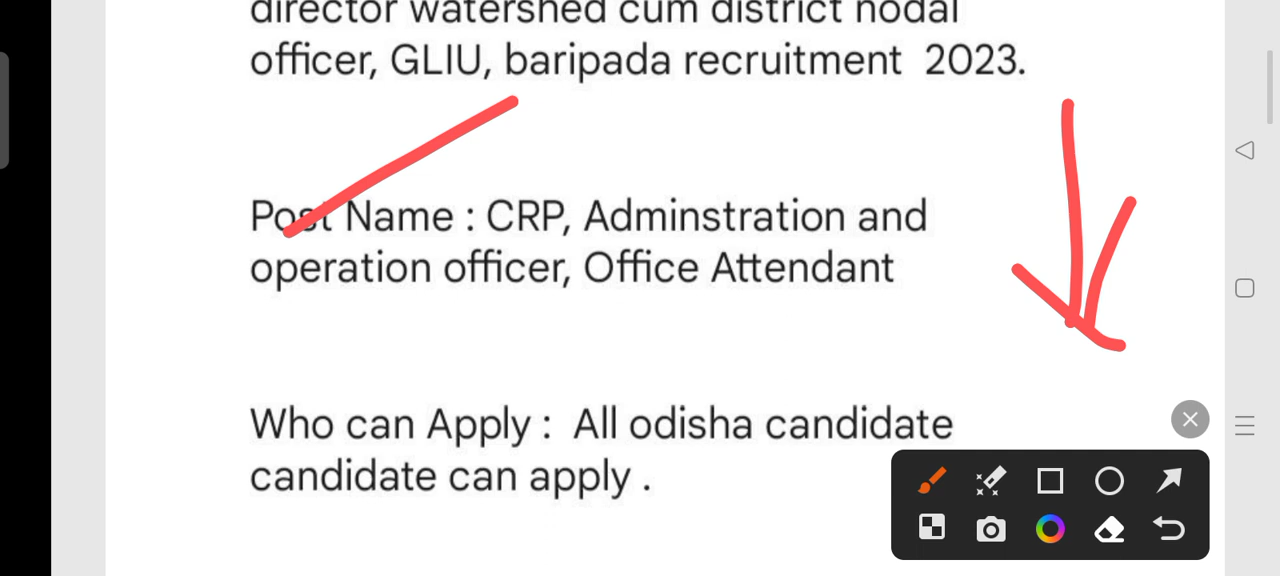 director watershed cum district nodal
officer, GLIU, baripada recruitment 2023.
Post Name : CRP, Adminstration and
operation officer, Office Attendant
Who can Apply : All odisha candidate
candidate can apply .